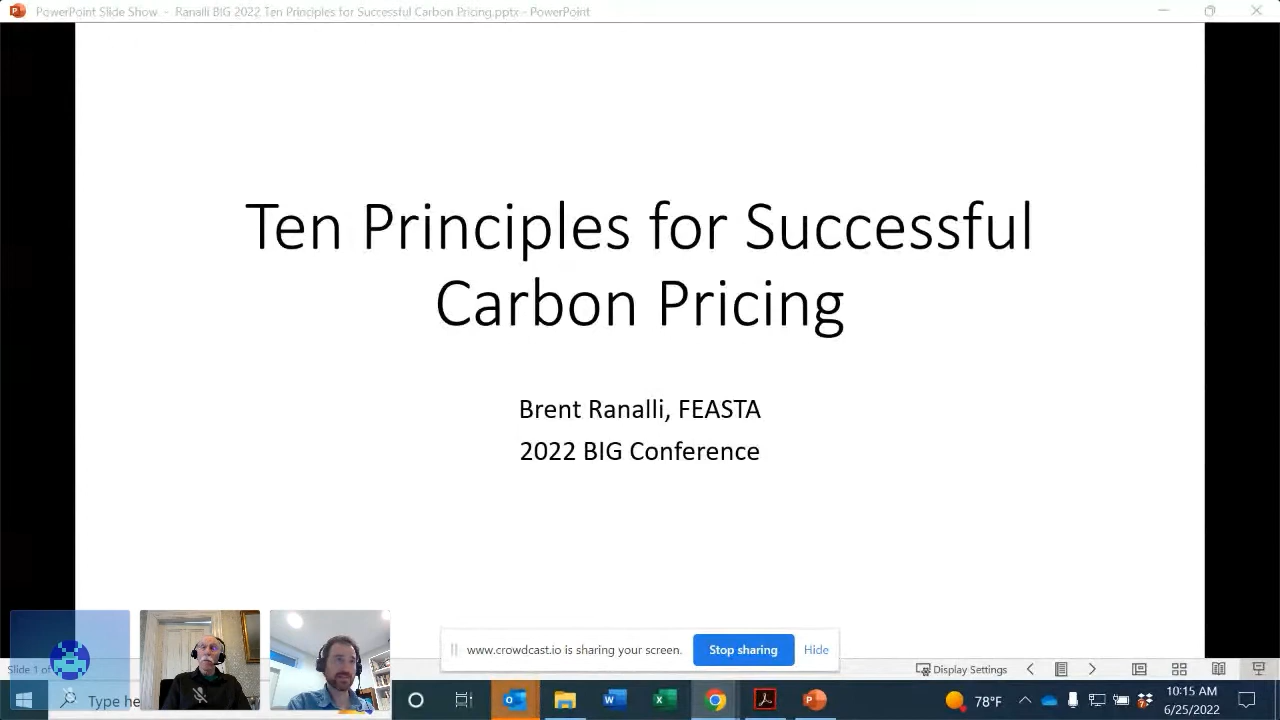 PowerPoint Slide Show - Ranalli BIG 2022 Ten Principles for Successful Carbon Pricing.pptx - PowerPoint
Ten Principles for Successful
Carbon Pricing
Brent Ranalli, FEASTA
2022 BIG Conference
www.crowdcast.io is sharing your screen.
Stop sharing
Hide
Slide 1 of
Display Settings
Type he
78°F
10:15 AM
6/25/2022